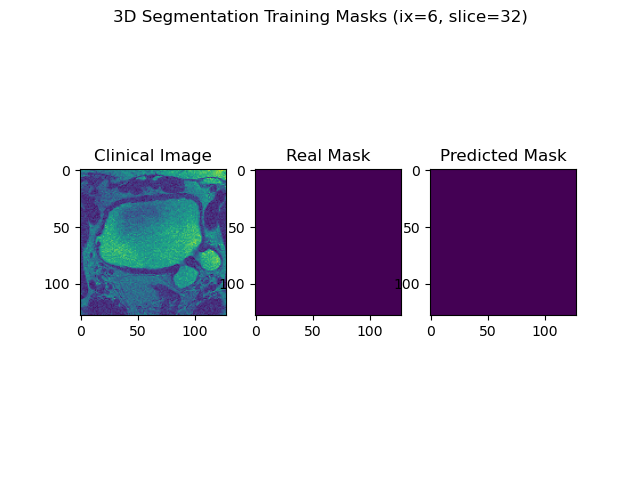 3D Segmentation Training Masks (ix=6, slice=32)
Clinical Image Real Mask Predicted Mask
0 0 0
50 50 50
100 100 100
0 50 100 0 50 100 0 50 100